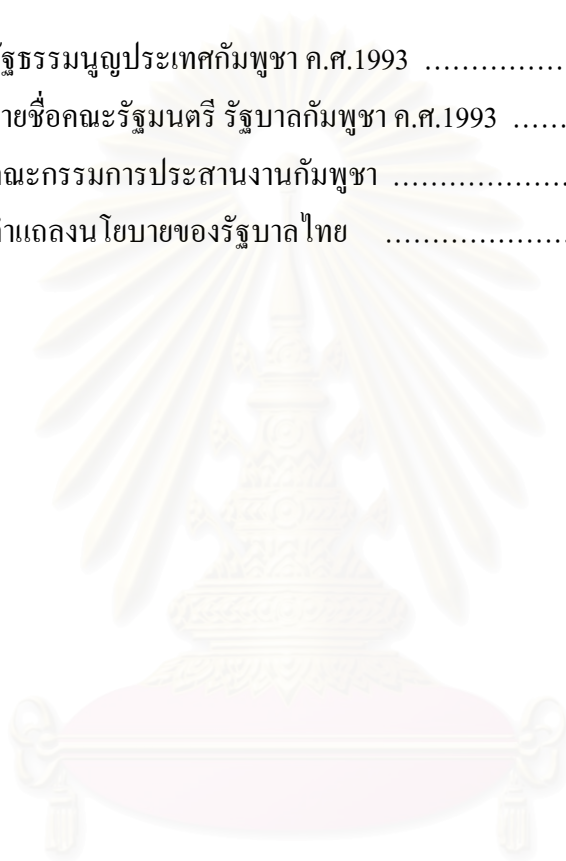 รัฐธรรมนูญประเทศกัมพูชา ค.ศ.1993 ……………
รายชื่อคณะรัฐมนตรี รัฐบาลกัมพูชา ค.ศ.1993 ……
คณะกรรมการประสานงานกัมพูชา …………………
คำแถลงนโยบายของรัฐบาลไทย …………………